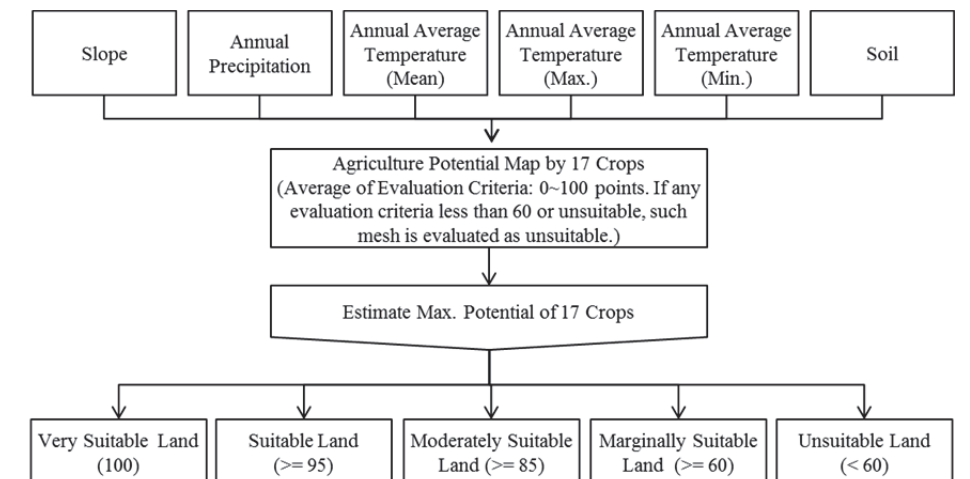 Slope
Annual
Precipitation
Annual Average
Temperature
(Mean)
Annual Average
Temperature
(Max.)
Annual Average
Temperature
(Min.)
Soil
Agriculture Potential Map by 17 Crops
(Average of Evaluation Criteria: 0~100 points. If any
evaluation criteria less than 60 or unsuitable, such
mesh is evaluated as unsuitable.)
Estimate Max. Potential of 17 Crops
Very Suitable Land
(100)
Suitable Land
(>= 95)
Moderately Suitable
Land (>= 85)
Marginally Suitable
Land (>= 60)
Unsuitable Land
(< 60)